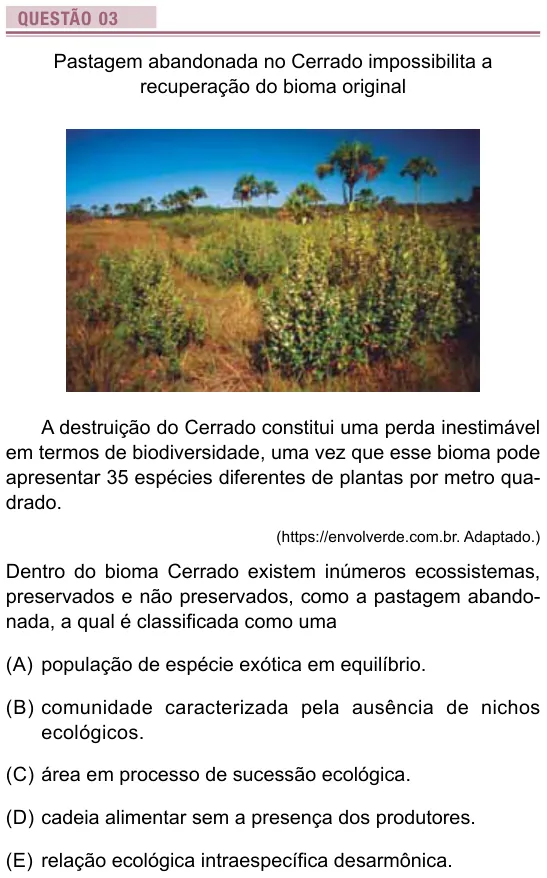 QUESTÃO 03
Pastagem abandonada no Cerrado impossibilita a
recuperação do bioma original
A destruição do Cerrado constitui uma perda inestimável
em termos de biodiversidade, uma vez que esse bioma pode
apresentar 35 espécies diferentes de plantas por metro qua-
drado.
(https://envolverde.com.br. Adaptado.)
Dentro do bioma Cerrado existem inúmeros ecossistemas,
preservados e não preservados, como a pastagem abando-
nada, a qual é classificada como uma
(A) população de espécie exótica em equilíbrio.
(B) comunidade caracterizada pela ausência de nichos
ecológicos.
(C) área em processo de sucessão ecológica.
(D) cadeia alimentar sem a presença dos produtores.
(E) relação ecológica intraespecífica desarmônica.